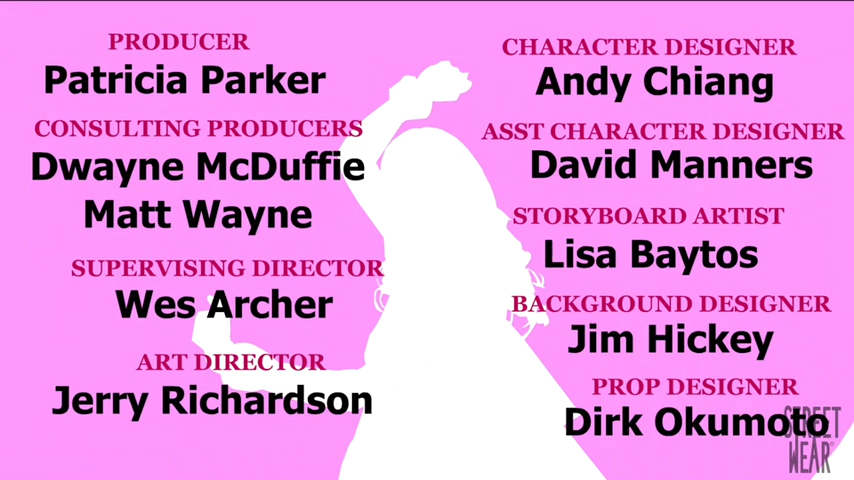 PRODUCER
Patricia Parker
CONSULTING PRODUCERS
Dwayne McDuffie
Matt Wayne
SUPERVISING DIRECTOR
Wes Archer
ART DIRECTOR
Jerry Richardson
CHARACTER DESIGNER
Andy Chiang
ASST CHARACTER DESIGNER
David Manners
STORYBOARD ARTIST
Lisa Baytos
BACKGROUND DESIGNER
Jim Hickey
PROP DESIGNER
Dirk Okumoto
STREET
WEAR